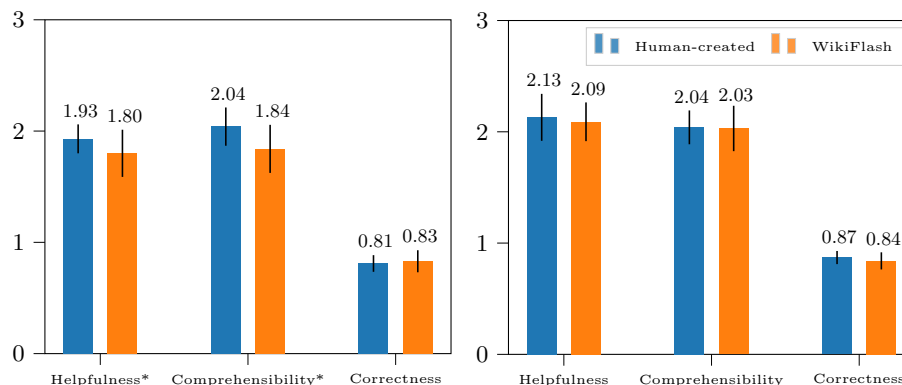 3
2
1
0
1.93
1.80
2.04
1.84
0.81
0.83
Helpfulness*
Comprehensibility*
Correctness
3
2
1
0
Human-created
WikiFlash
2.13
2.09
2.04
2.03
0.87
0.84
Helpfulness
Comprehensibility
Correctness